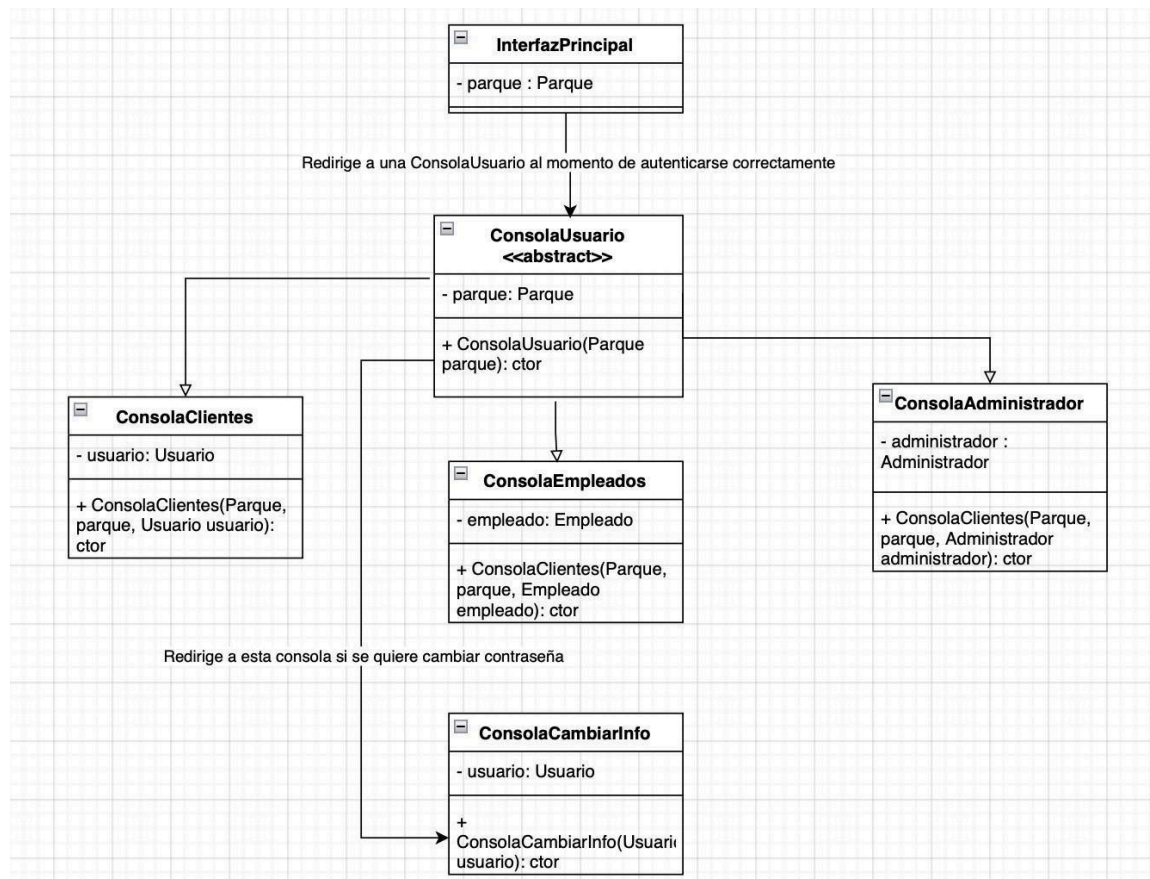 InterfazPrincipal
- parque : Parque
Redirige a una ConsolaUsuario al momento de autenticarse correctamente
ConsolaUsuario
<<abstract>>
- parque: Parque
+ ConsolaUsuario(Parque
parque): ctor
ConsolaClientes
- usuario: Usuario
+ ConsolaClientes(Parque,
parque, Usuario usuario):
ctor
ConsolaEmpleados
- empleado: Empleado
+ ConsolaClientes(Parque,
parque, Empleado
empleado): ctor
ConsolaAdministrador
- administrador :
Administrador
+ ConsolaClientes(Parque,
parque, Administrador
administrador): ctor
Redirige a esta consola si se quiere cambiar contraseña
ConsolaCambiarInfo
- usuario: Usuario
+
ConsolaCambiarInfo(Usuari
usuario): ctor